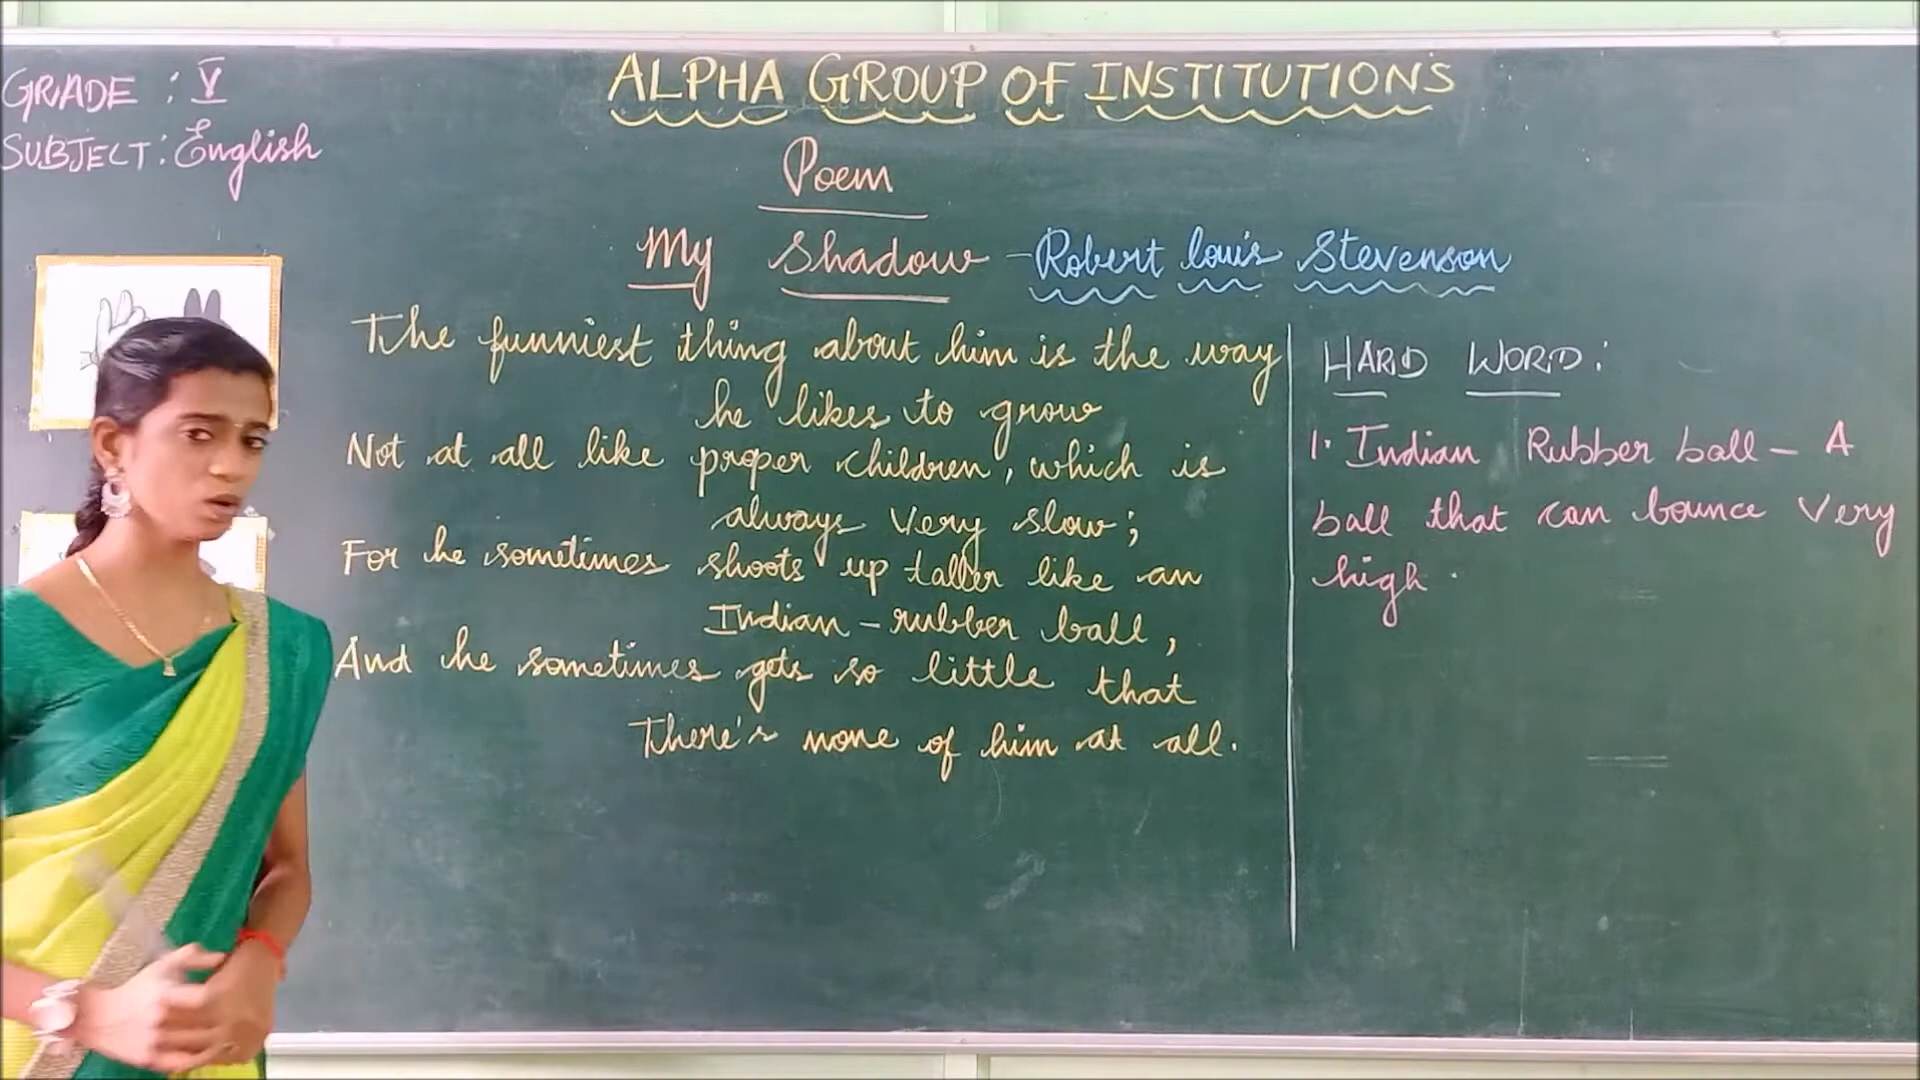 GRADE : V
SUBJECT: English
ALPHA GROUP OF INSTITUTIONS
Poem
My Shadow - Robert louis Stevenson
The funniest thing about him is the way
he likes to grow
Not at all like proper children, which is
always very slow;
For he sometimes shoots up taller like an
Indian-rubber ball,
And he sometimes gets so little that
There's none of him at all.
HARD WORD:
1. Indian Rubber ball - A
ball that can bounce very
high.